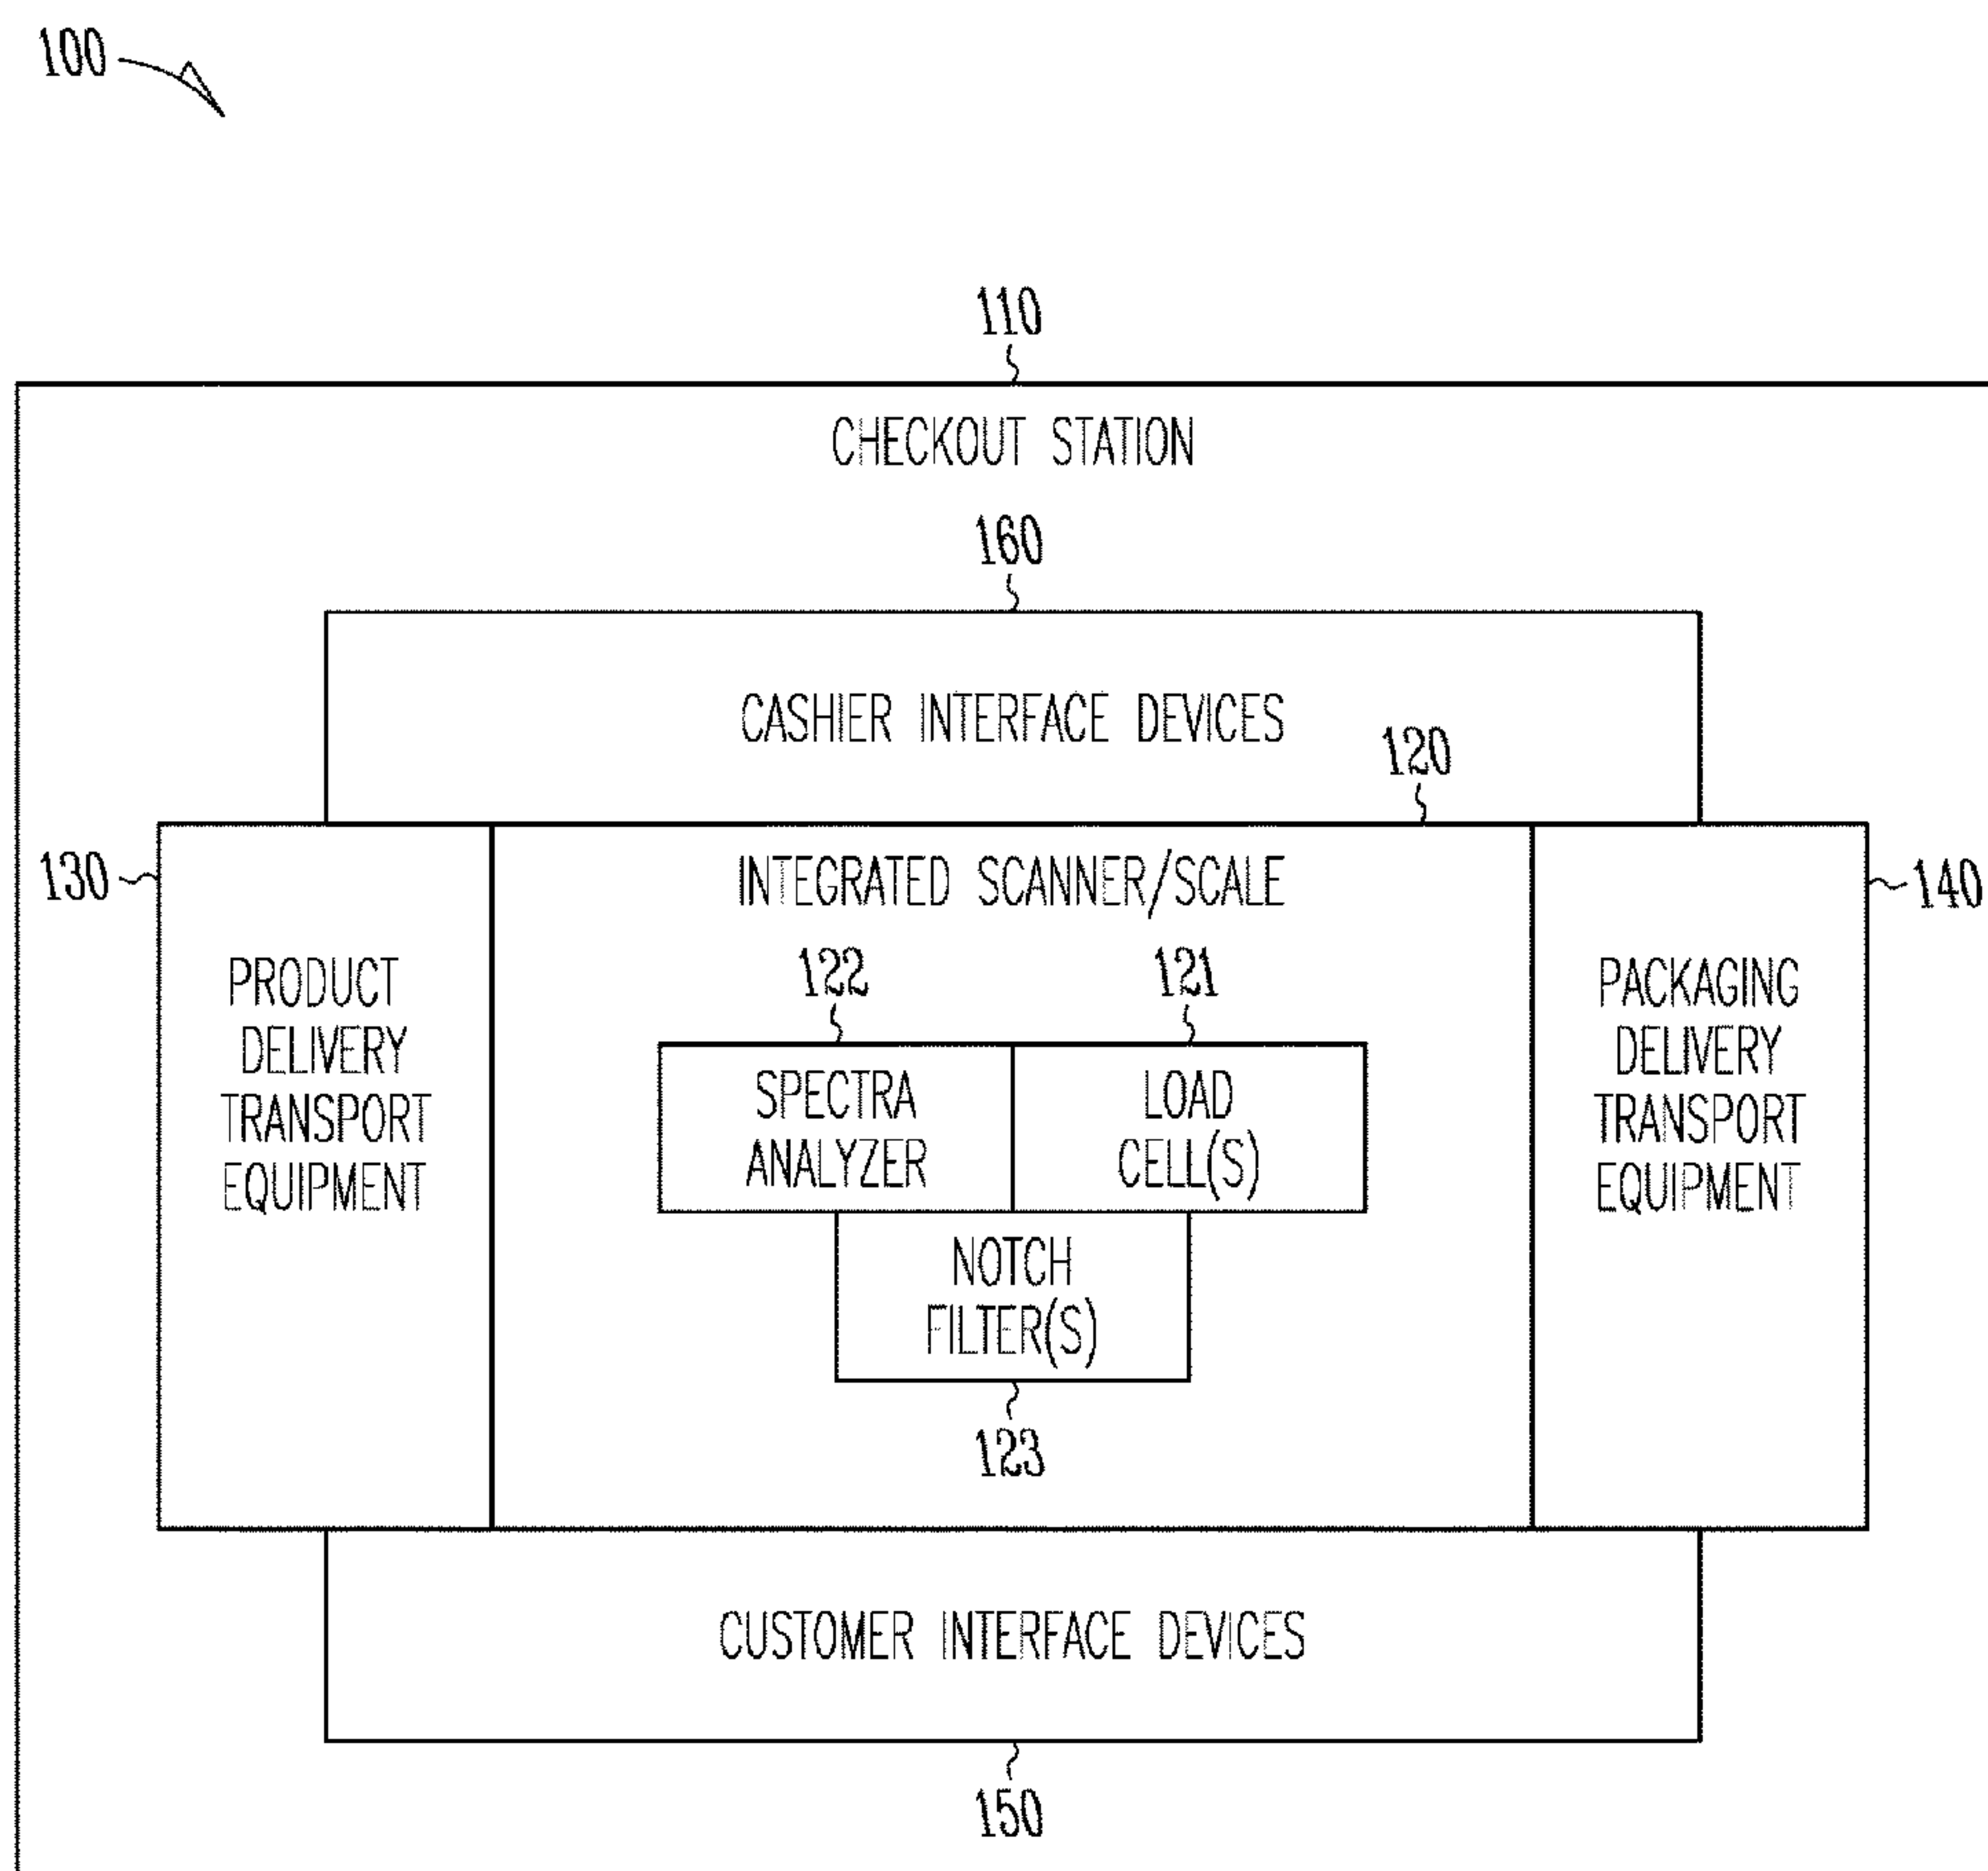 100
110
CHECKOUT STATION
160
CASHIER INTERFACE DEVICES
120
130
INTEGRATED SCANNER/SCALE
140
PRODUCT
DELIVERY
TRANSPORT
EQUIPMENT
122
121
SPECTRA
ANALYZER
LOAD
CELL(S)
NOTCH
FILTER(S)
123
PACKAGING
DELIVERY
TRANSPORT
EQUIPMENT
CUSTOMER INTERFACE DEVICES
150